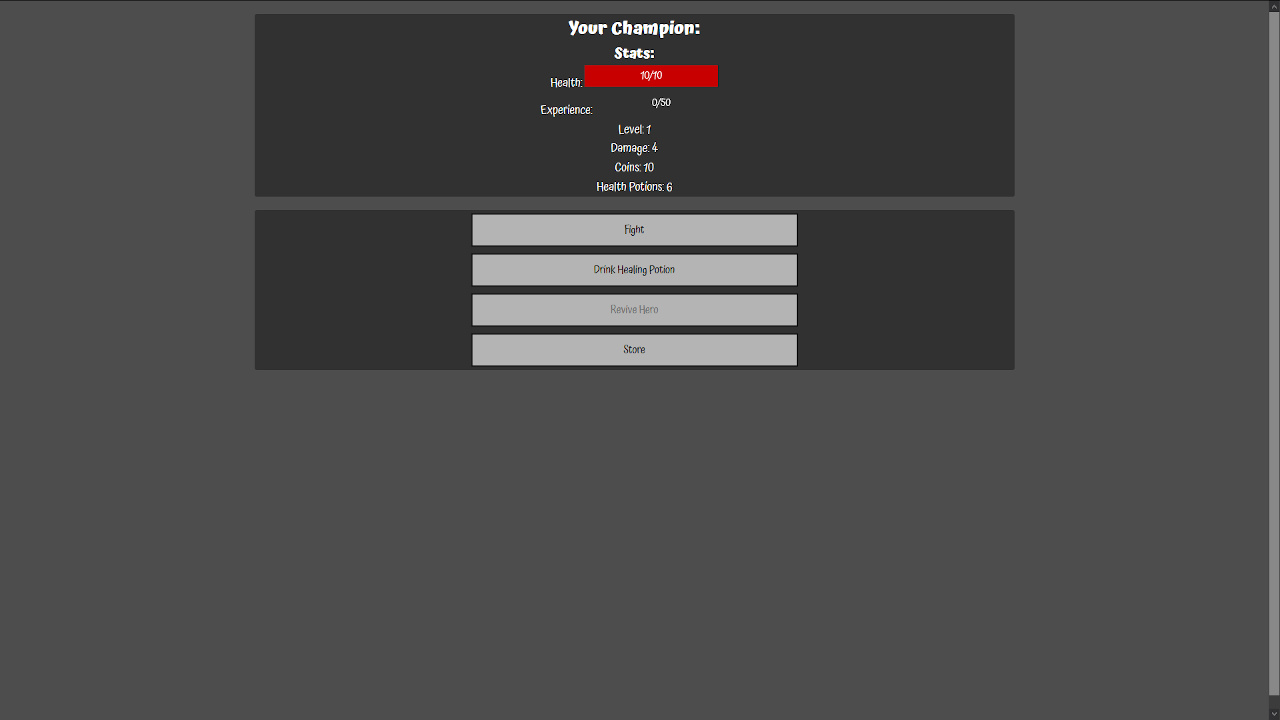 Your Champion:
Stats:
Health: 10/10
Experience: 0/50
Level: 1
Damage: 4
Coins: 10
Health Potions: 6
Fight
Drink Healing Potion
Revive Hero
Store